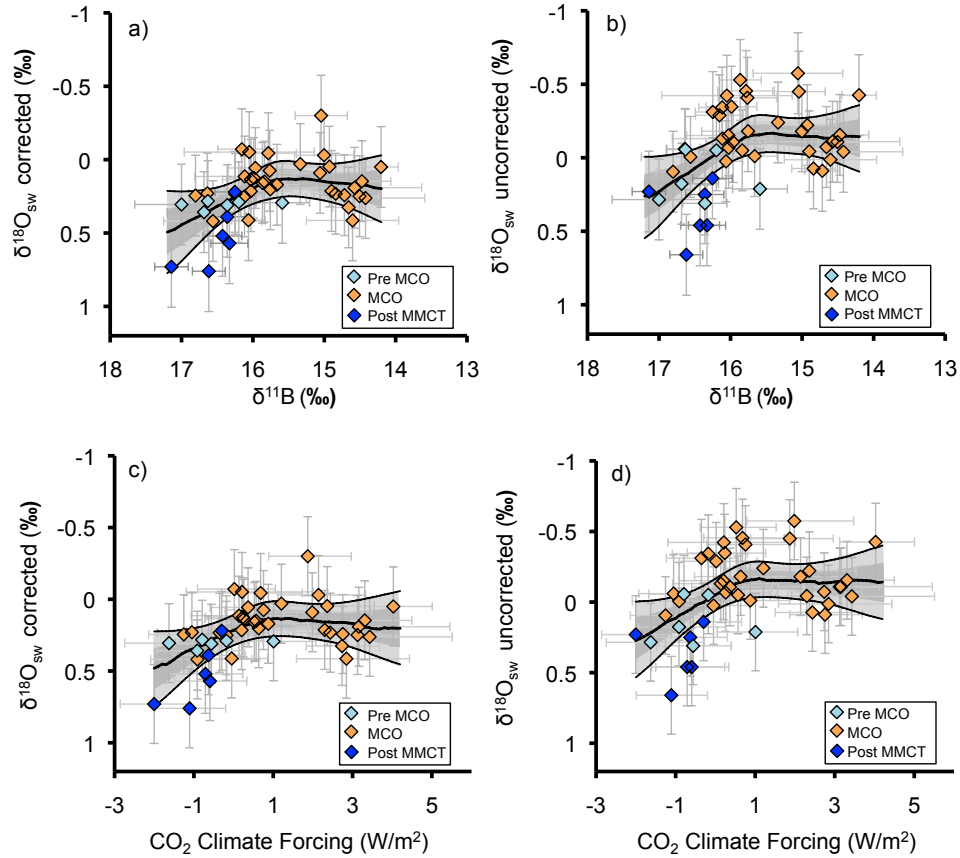 a)
-1
-0.5
0
0.5
1
δ¹⁸Osw corrected (‰)
Pre MCO
MCO
Post MMCT
18 17 16 15 14 13
δ¹¹B (‰)
b)
-1
-0.5
0
0.5
1
δ¹⁸Osw uncorrected (‰)
Pre MCO
MCO
Post MMCT
18 17 16 15 14 13
δ¹¹B (‰)
c)
-1
-0.5
0
0.5
1
δ¹⁸Osw corrected (‰)
Pre MCO
MCO
Post MMCT
-3 -1 1 3 5
CO₂ Climate Forcing (W/m²)
d)
-1
-0.5
0
0.5
1
δ¹⁸Osw uncorrected (‰)
Pre MCO
MCO
Post MMCT
-3 -1 1 3 5
CO₂ Climate Forcing (W/m²)